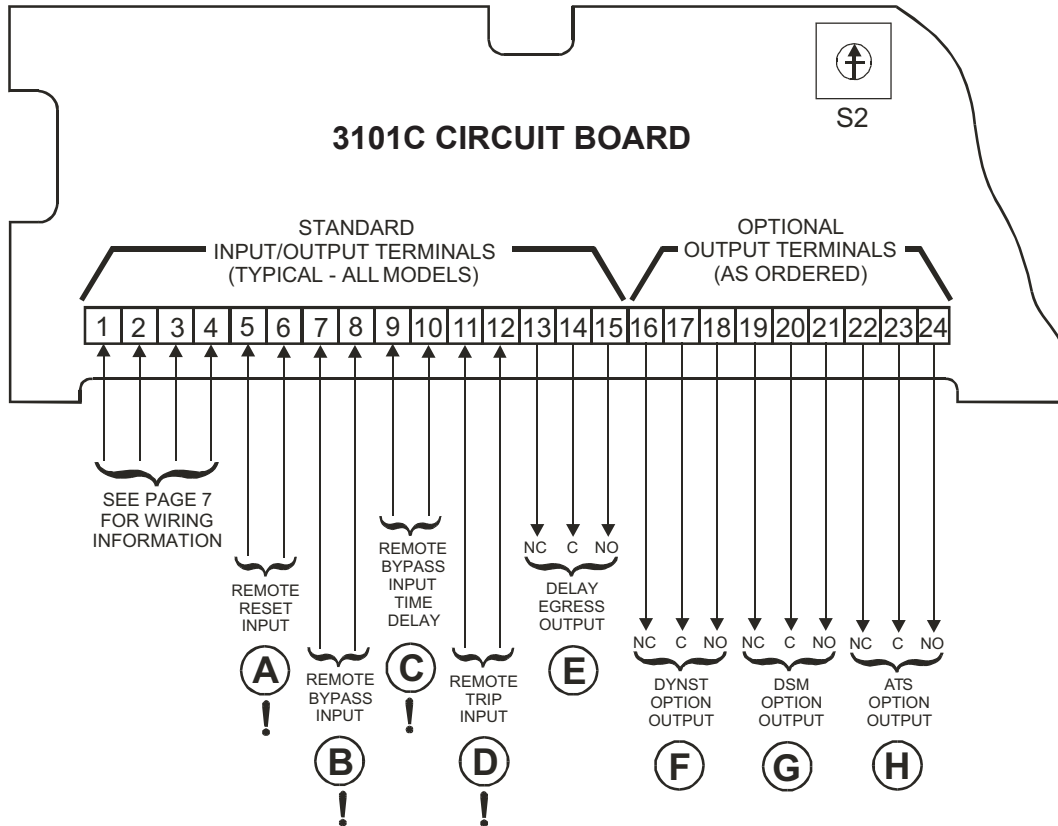 S2
3101C CIRCUIT BOARD
STANDARD
INPUT/OUTPUT TERMINALS
(TYPICAL - ALL MODELS)
OPTIONAL
OUTPUT TERMINALS
(AS ORDERED)
1 2 3 4 5 6 7 8 9 10 11 12 13 14 15 16 17 18 19 20 21 22 23 24
SEE PAGE 7
FOR WIRING
INFORMATION
REMOTE
RESET
INPUT
A
!
REMOTE
BYPASS
INPUT
B
!
REMOTE
BYPASS
INPUT
TIME
DELAY
C
!
REMOTE
TRIP
INPUT
D
!
NC C NO
DELAY
EGRESS
OUTPUT
E
NC C NO
DYNST
OPTION
OUTPUT
F
NC C NO
DSM
OPTION
OUTPUT
G
NC C NO
ATS
OPTION
OUTPUT
H